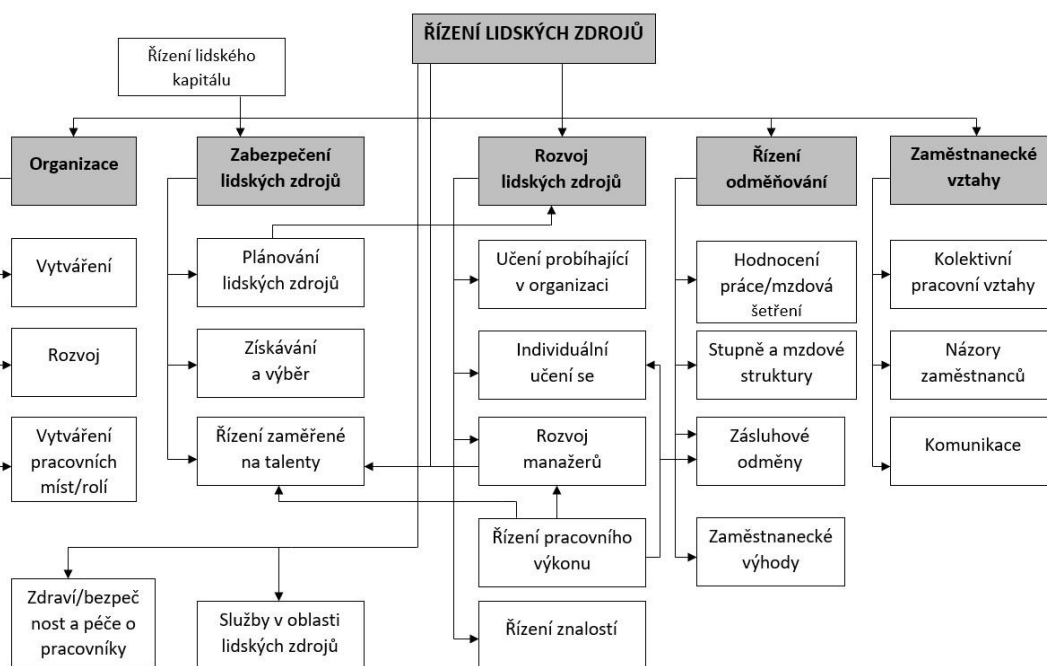 ŘÍZENÍ LIDSKÝCH ZDROJŮ
Řízení lidského
kapitálu
Organizace
Zabezpečení
lidských zdrojů
Rozvoj
lidských zdrojů
Řízení
odměňování
Zaměstnanecké
vztahy
Vytváření
Plánování
lidských zdrojů
Učení probíhající
v organizaci
Hodnocení
práce/mzdová
šetření
Kolektivní
pracovní vztahy
Rozvoj
Získávání
a výběr
Individuální
učení se
Stupně a mzdové
struktury
Názory
zaměstnanců
Vytváření
pracovních
míst/rolí
Řízení zaměřené
na talenty
Rozvoj
manažerů
Zásluhové
odměny
Komunikace
Řízení pracovního
výkonu
Zaměstnanecké
výhody
Zdraví/bezpeč
nost a péče o
pracovníky
Služby v oblasti
lidských zdrojů
Řízení znalostí